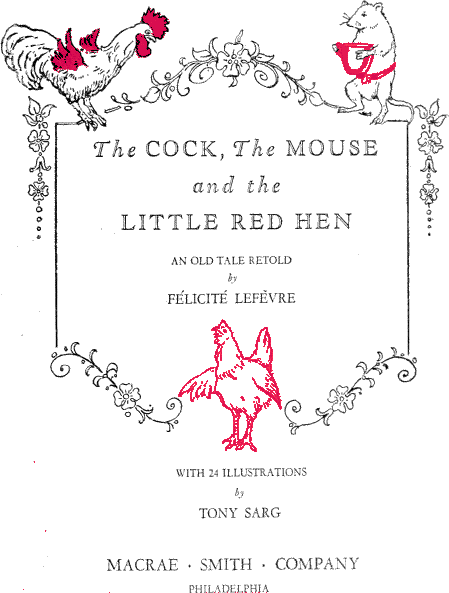 The COCK, The MOUSE
and the
LITTLE RED HEN
AN OLD TALE RETOLD
by
FÉLICITÉ LEFÈVRE
WITH 24 ILLUSTRATIONS
by
TONY SARG
MACRAE · SMITH · COMPANY
PHILADELPHIA